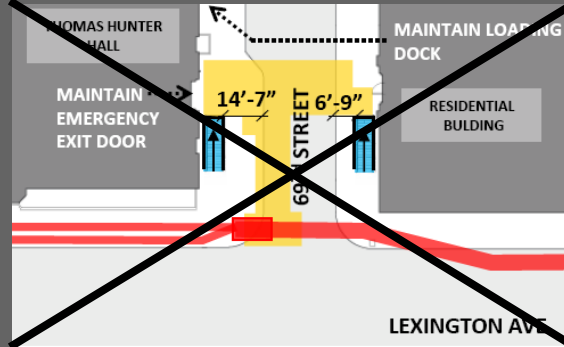 THOMAS HUNTER
HALL
MAINTAIN LOADING
DOCK
MAINTAIN
EMERGENCY
EXIT DOOR
14’-7”
6’-9”
RESIDENTIAL
BULDING
69TH STREET
LEXINGTON AVE